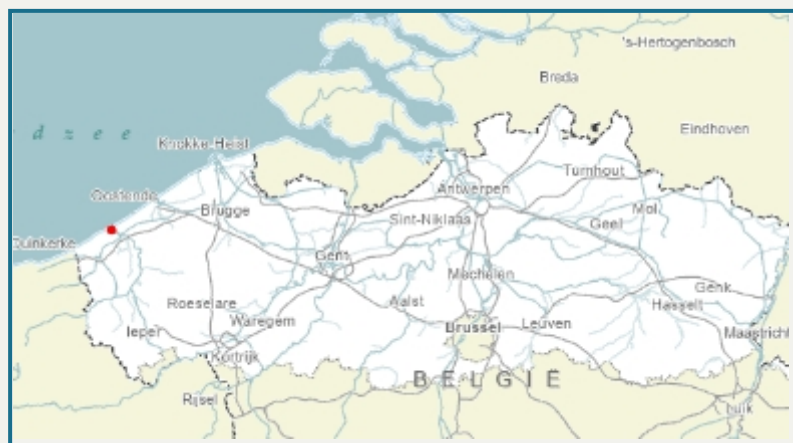 's-Hertogenbosch
Breda
Eindhoven
d z e e
Knokke-Heist
Turnhout
Oostende
Antwerpen
Brugge
Mol
Sint-Niklaas
Geel
Duinkerke
Gent
Mechelen
Genk
Roeselare
Aalst
Hasselt
Waregem
Brussel
Leuven
Ieper
Maastricht
Kortrijk
BELGIË
Rijsel
Luik